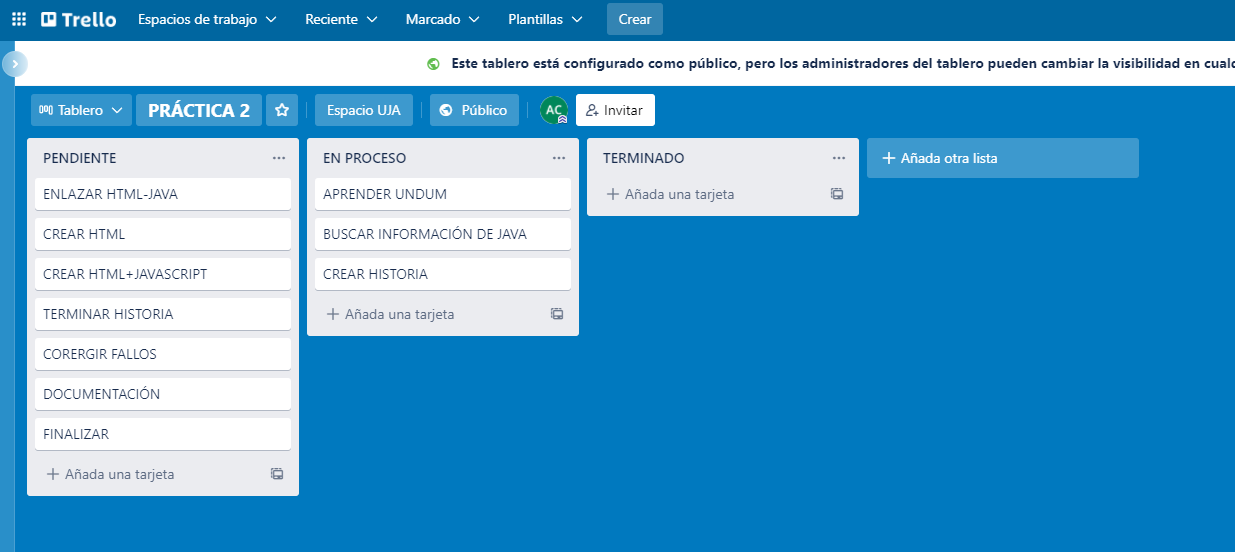 Trello Espacios de trabajo Reciente Marcado Plantillas Crear
Este tablero está configurado como público, pero los administradores del tablero pueden cambiar la visibilidad en
Tablero PRÁCTICA 2 Espacio UJA Público AC Invitar
PENDIENTE
ENLAZAR HTML-JAVA
CREAR HTML
CREAR HTML+JAVASCRIPT
TERMINAR HISTORIA
CORERGIR FALLOS
DOCUMENTACIÓN
FINALIZAR
Añada una tarjeta
EN PROCESO
APRENDER UNDUM
BUSCAR INFORMACIÓN DE JAVA
CREAR HISTORIA
Añada una tarjeta
TERMINADO
Añada una tarjeta
Añada otra lista